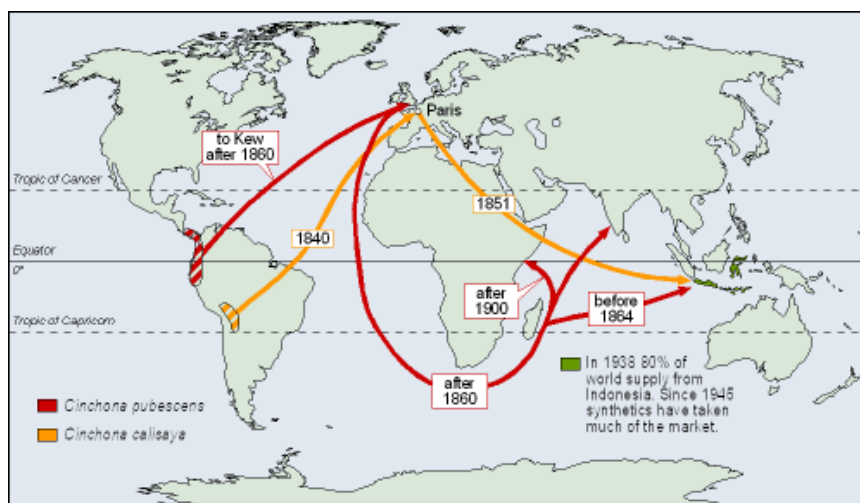 Paris
to Kew
after 1860
Tropic of Cancer
1851
1840
Equator
0°
after
1900
before
1864
Tropic of Capricorn
after
1860
In 1938 80% of
world supply from
Indonesia. Since 1945
synthetics have taken
much of the market.
Cinchona pubescens
Cinchona calisaya